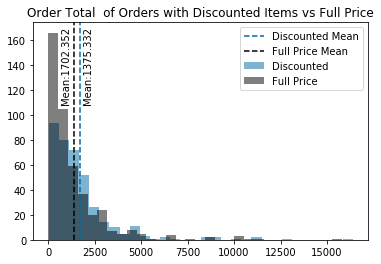 Order Total  of Orders with Discounted Items vs Full Price
160
140
120
100
80
60
40
20
0
Mean:1702.352
Mean:1375.332
Discounted Mean
Full Price Mean
Discounted
Full Price
0
2500
5000
7500
10000
12500
15000